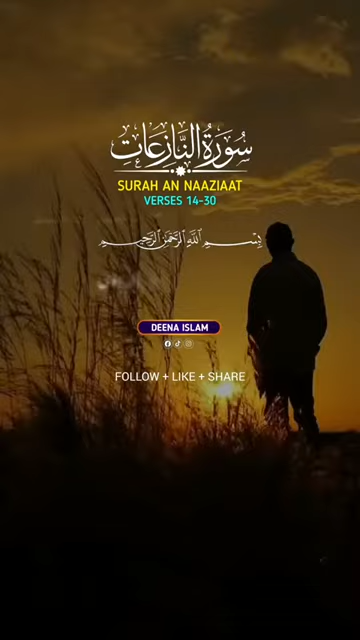 سُورَةُ النَّازِعَاتِ
SURAH AN NAAZIAAT
VERSES 14-30
بِسْمِ اللَّهِ الرَّحْمَٰنِ الرَّحِيمِ
DEENA ISLAM
FOLLOW + LIKE + SHARE